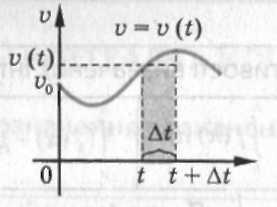 v
v = v (t)
v (t)
v₀
Δt
0
t
t + Δt